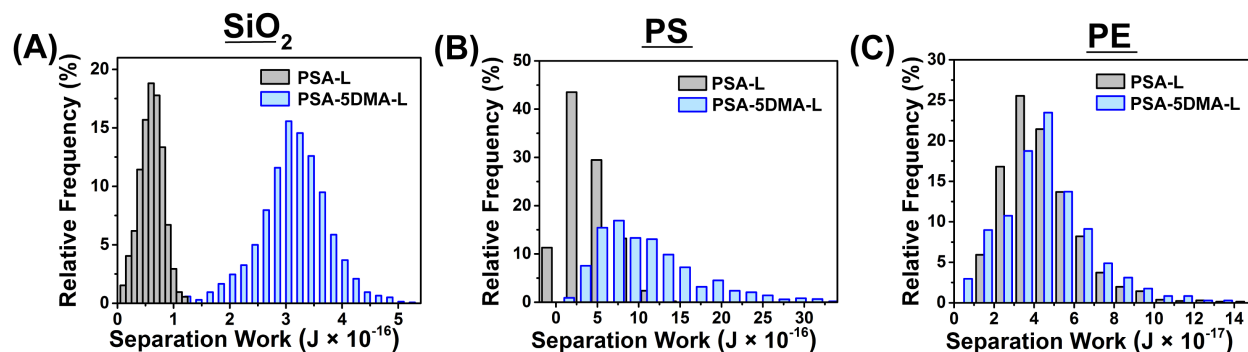 (A)
SiO₂
Relative Frequency (%)
20
15
10
5
0
PSA-L
PSA-5DMA-L
0 1 2 3 4 5
Separation Work (J × 10⁻¹⁶)
(B)
PS
Relative Frequency (%)
50
40
30
20
10
0
PSA-L
PSA-5DMA-L
0 5 10 15 20 25 30
Separation Work (J × 10⁻¹⁶)
(C)
PE
Relative Frequency (%)
30
25
20
15
10
5
0
PSA-L
PSA-5DMA-L
2 4 6 8 10 12 14
Separation Work (J × 10⁻¹⁷)